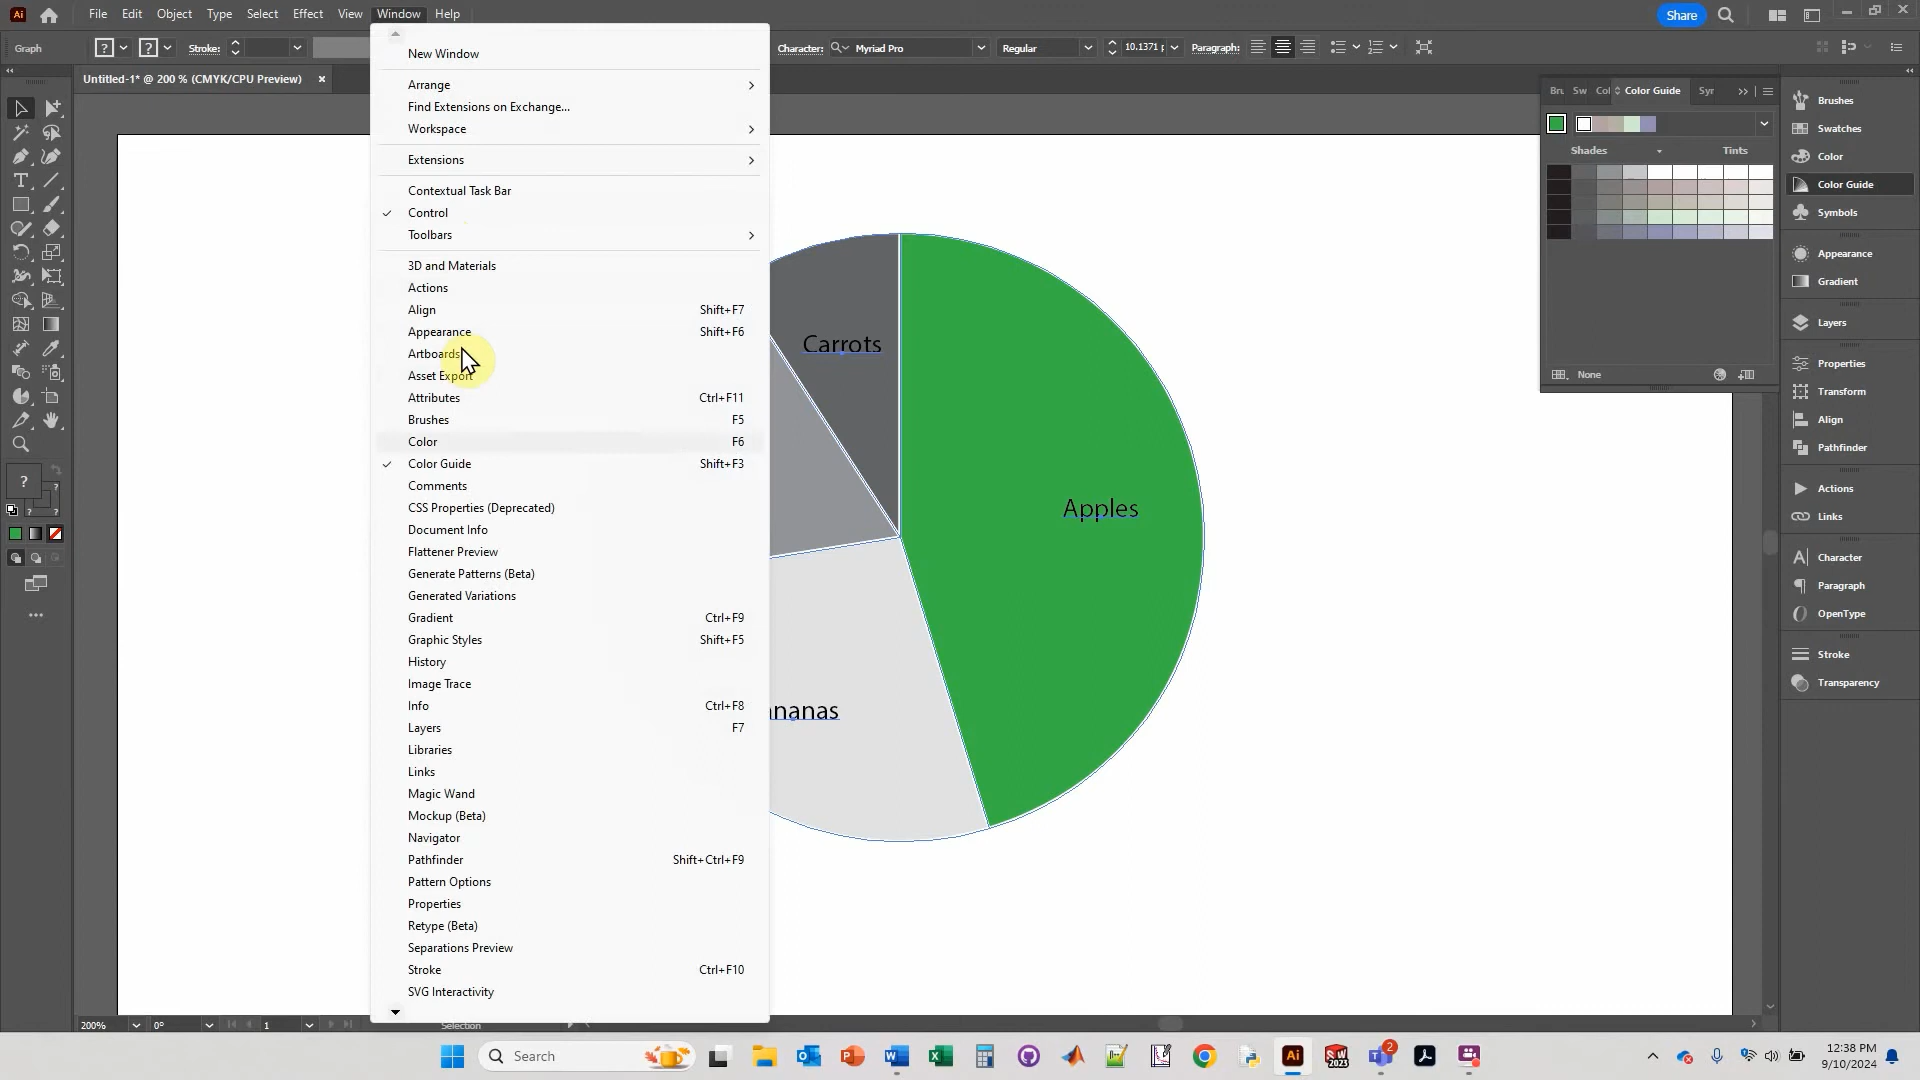 Ai File Edit Object Type Select Effect View Window Help Share
Graph ? ? Stroke: Character: Myriad Pro Regular 10.1371 p Paragraph:
Untitled-1* @ 200 % (CMYK/CPU Preview)
New Window
Arrange
Find Extensions on Exchange...
Workspace
Extensions
Contextual Task Bar
Control
Toolbars
3D and Materials
Actions
Align Shift+F7
Appearance Shift+F6
Artboards
Asset Export
Attributes Ctrl+F11
Brushes F5
Color F6
Color Guide Shift+F3
Comments
CSS Properties (Deprecated)
Document Info
Flattener Preview
Generate Patterns (Beta)
Generated Variations
Gradient Ctrl+F9
Graphic Styles Shift+F5
History
Image Trace
Info Ctrl+F8
Layers F7
Libraries
Links
Magic Wand
Mockup (Beta)
Navigator
Pathfinder Shift+Ctrl+F9
Pattern Options
Properties
Retype (Beta)
Separations Preview
Stroke Ctrl+F10
SVG Interactivity
Carrots
Apples
ananas
Bru Sw Col Color Guide Syr
Shades Tints
None
Brushes
Swatches
Color
Color Guide
Symbols
Appearance
Gradient
Layers
Properties
Transform
Align
Pathfinder
Actions
Links
Character
Paragraph
OpenType
Stroke
Transparency
200% 0° 1 Selection
Search
2
12:38 PM
9/10/2024